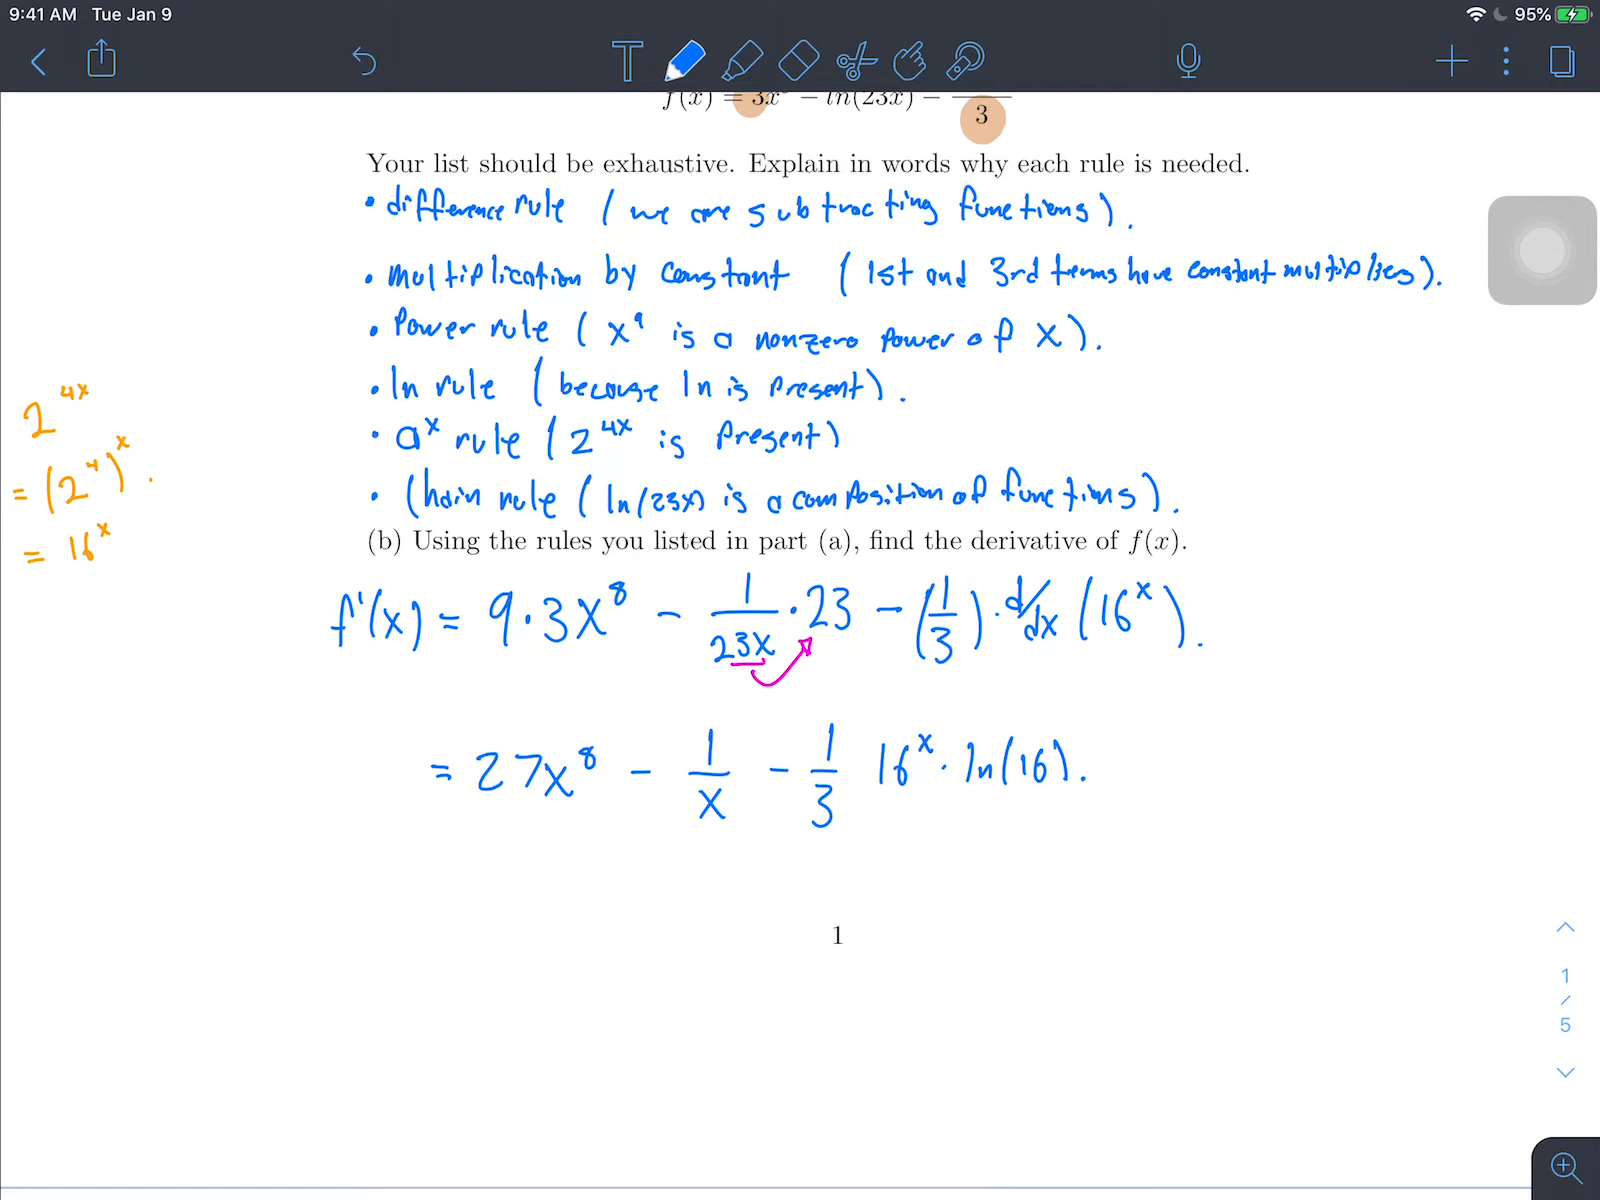 9:41 AM Tue Jan 9
95%
T
f(x) = 3x − ln(23x) −
3
Your list should be exhaustive. Explain in words why each rule is needed.
• difference rule (we are subtracting functions).
• multiplication by constant (1st and 3rd terms have constant multiplies).
• Power rule (x⁹ is a nonzero power of x).
• ln rule (because ln is present).
• aˣ rule (2⁴ˣ is present)
• Chain rule (ln(23x) is a composition of functions).
2⁴ˣ
= (2⁴)ˣ.
= 16ˣ
(b) Using the rules you listed in part (a), find the derivative of f(x).
f'(x) = 9·3x⁸ − 1/23x · 23 − (1/3) · d/dx (16ˣ).
= 27x⁸ − 1/x − 1/3 16ˣ · ln(16).
1
1
/
5